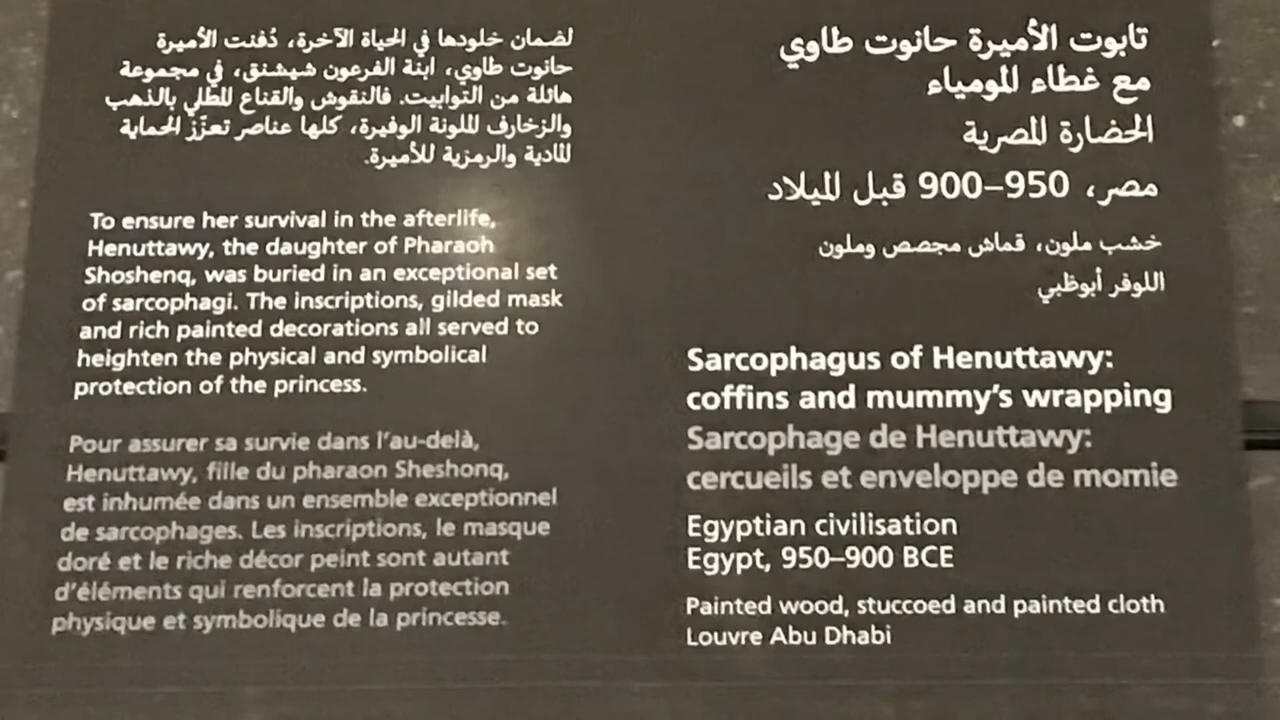 تابوت الأميرة حانوت طاوي
مع غطاء المومياء
الحضارة المصرية
مصر، 950–900 قبل الميلاد
خشب ملون، قماش مجصص وملون
اللوفر أبوظبي
Sarcophagus of Henuttawy:
coffins and mummy's wrapping
Sarcophage de Henuttawy:
cercueils et enveloppe de momie
Egyptian civilisation
Egypt, 950–900 BCE
Painted wood, stuccoed and painted cloth
Louvre Abu Dhabi
لضمان خلودها في الحياة الآخرة، دُفنت الأميرة
حانوت طاوي، ابنة الفرعون شيشنق، في مجموعة
هائلة من التوابيت. فالنقوش والقناع المطلي بالذهب
والزخارف الملونة الوفيرة، كلها عناصر تعزّز الحماية
المادية والرمزية للأميرة.
To ensure her survival in the afterlife,
Henuttawy, the daughter of Pharaoh
Shoshenq, was buried in an exceptional set
of sarcophagi. The inscriptions, gilded mask
and rich painted decorations all served to
heighten the physical and symbolical
protection of the princess.
Pour assurer sa survie dans l'au-delà,
Henuttawy, fille du pharaon Sheshonq,
est inhumée dans un ensemble exceptionnel
de sarcophages. Les inscriptions, le masque
doré et le riche décor peint sont autant
d'éléments qui renforcent la protection
physique et symbolique de la princesse.